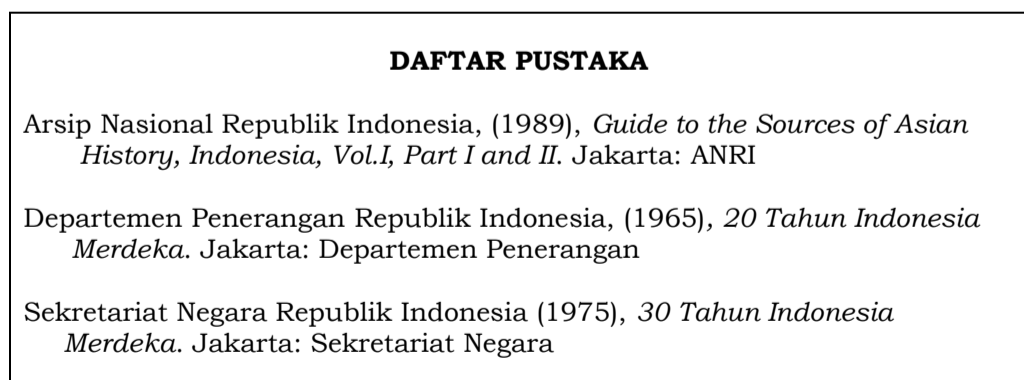 DAFTAR PUSTAKA
Arsip Nasional Republik Indonesia, (1989), Guide to the Sources of Asian
History, Indonesia, Vol.I, Part I and II. Jakarta: ANRI
Departemen Penerangan Republik Indonesia, (1965), 20 Tahun Indonesia
Merdeka. Jakarta: Departemen Penerangan
Sekretariat Negara Republik Indonesia (1975), 30 Tahun Indonesia
Merdeka. Jakarta: Sekretariat Negara